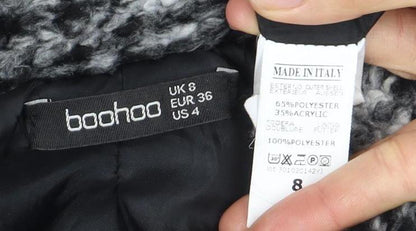 boohoo
UK 8
EUR 36
US 4
MADE IN ITALY
65%POLYESTER
35%ACRYLIC
100%POLYESTER
8